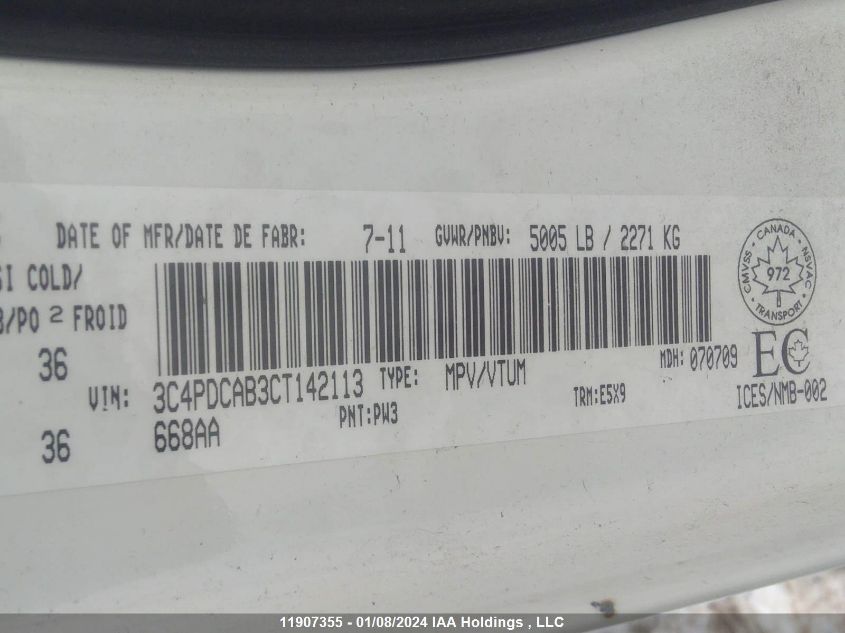 DATE OF MFR/DATE DE FABR: 7-11 GVWR/PNBV: 5005 LB / 2271 KG
SI COLD/
/PO 2 FROID
36
VIN: 3C4PDCAB3CT142113 TYPE: MPV/VTUM MDH: 070709
36
668AA PNT:PW3 TRM:E5X9
CMVSS · CANADA NSVAC
972
TRANSPORT
EC
ICES/NMB-002
11907355 - 01/08/2024 IAA Holdings , LLC